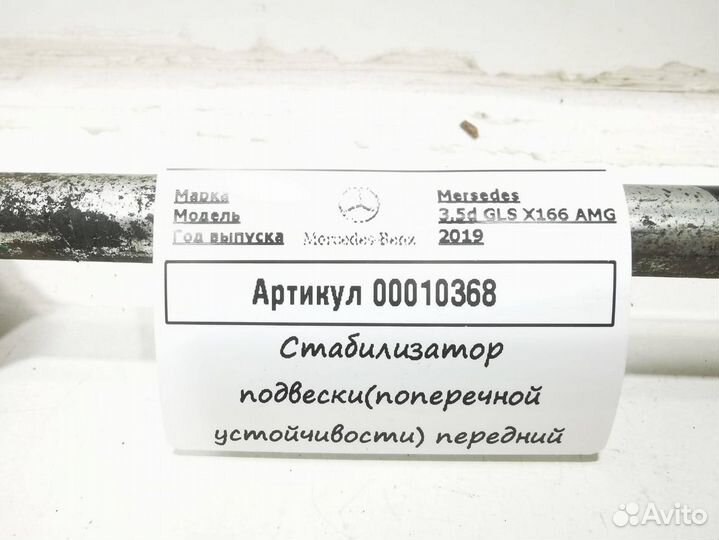 Марка Mersedes
Модель 3,5d GLS X166 AMG
Год выпуска Mercedes-Benz 2019
Артикул 00010368
Стабилизатор
подвески(поперечной
устойчивости) передний
Avito